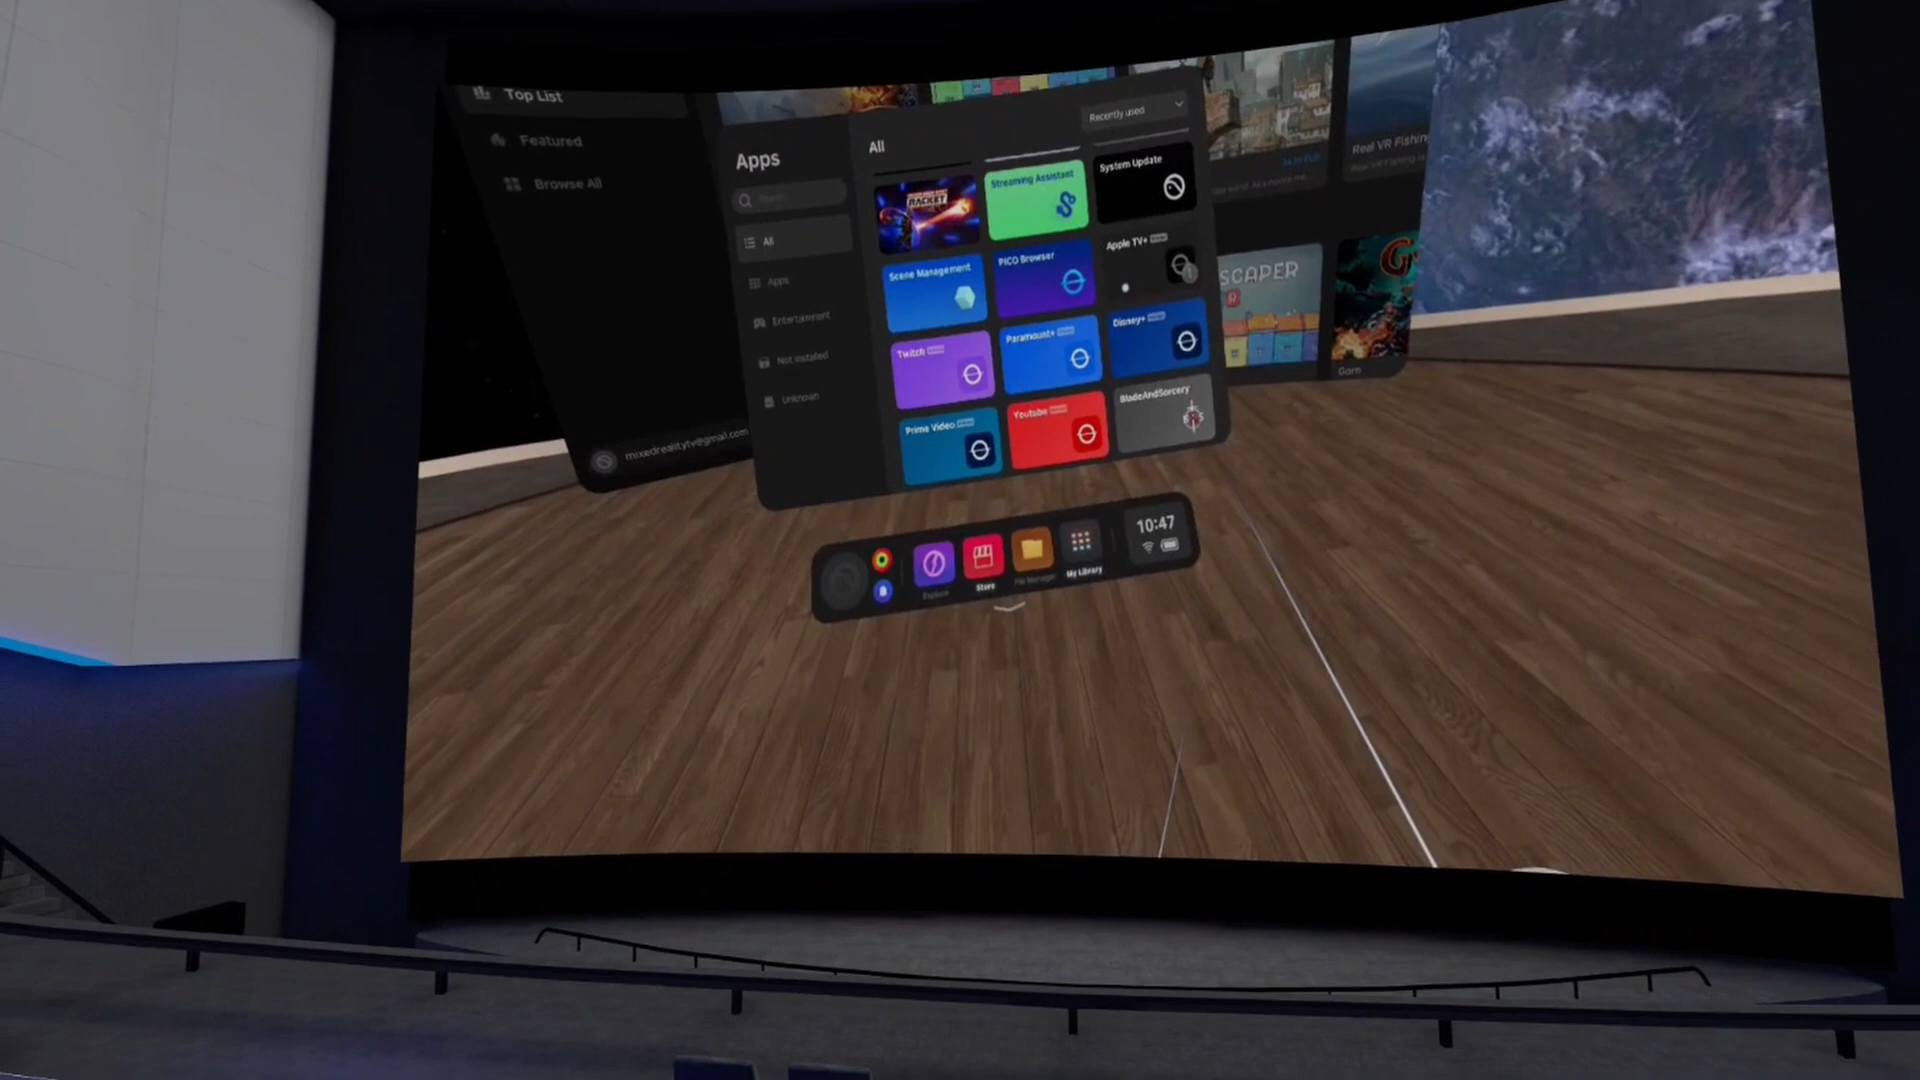 Top List
Featured
Browse All
mixedrealitytv@gmail.com
Apps
All
Apps
Entertainment
Not installed
Unknown
All
Recently used
RACKET
Streaming Assistant
System Update
Scene Management
PICO Browser
Apple TV+
Twitch
Paramount+
Disney+
Prime Video
Youtube
BladeAndSorcery
Real VR Fishing
SCAPER
Gorn
Explore
Store
File Manager
My Library
10:47